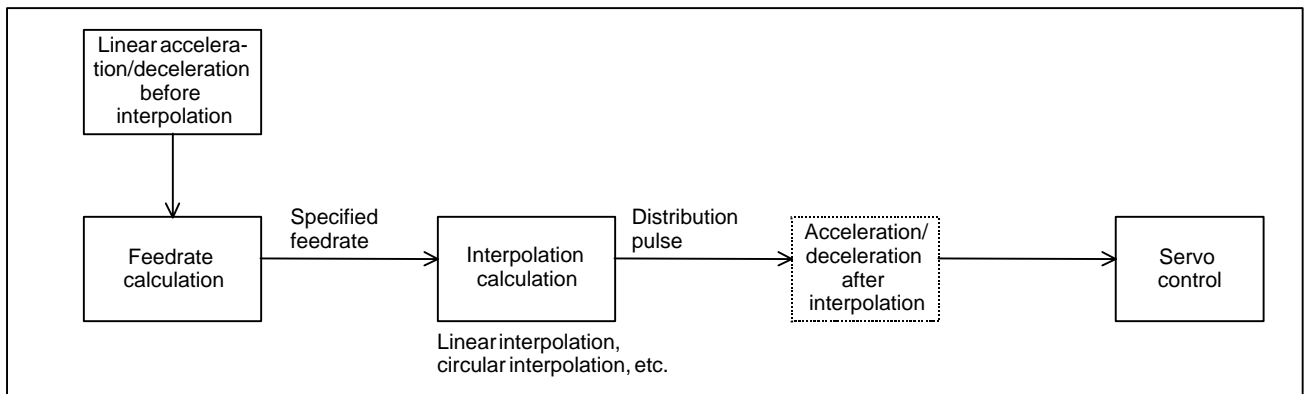 Linear accelera-
tion/deceleration
before
interpolation
Feedrate
calculation
Specified
feedrate
Interpolation
calculation
Linear interpolation,
circular interpolation, etc.
Distribution
pulse
Acceleration/
deceleration
after
interpolation
Servo
control